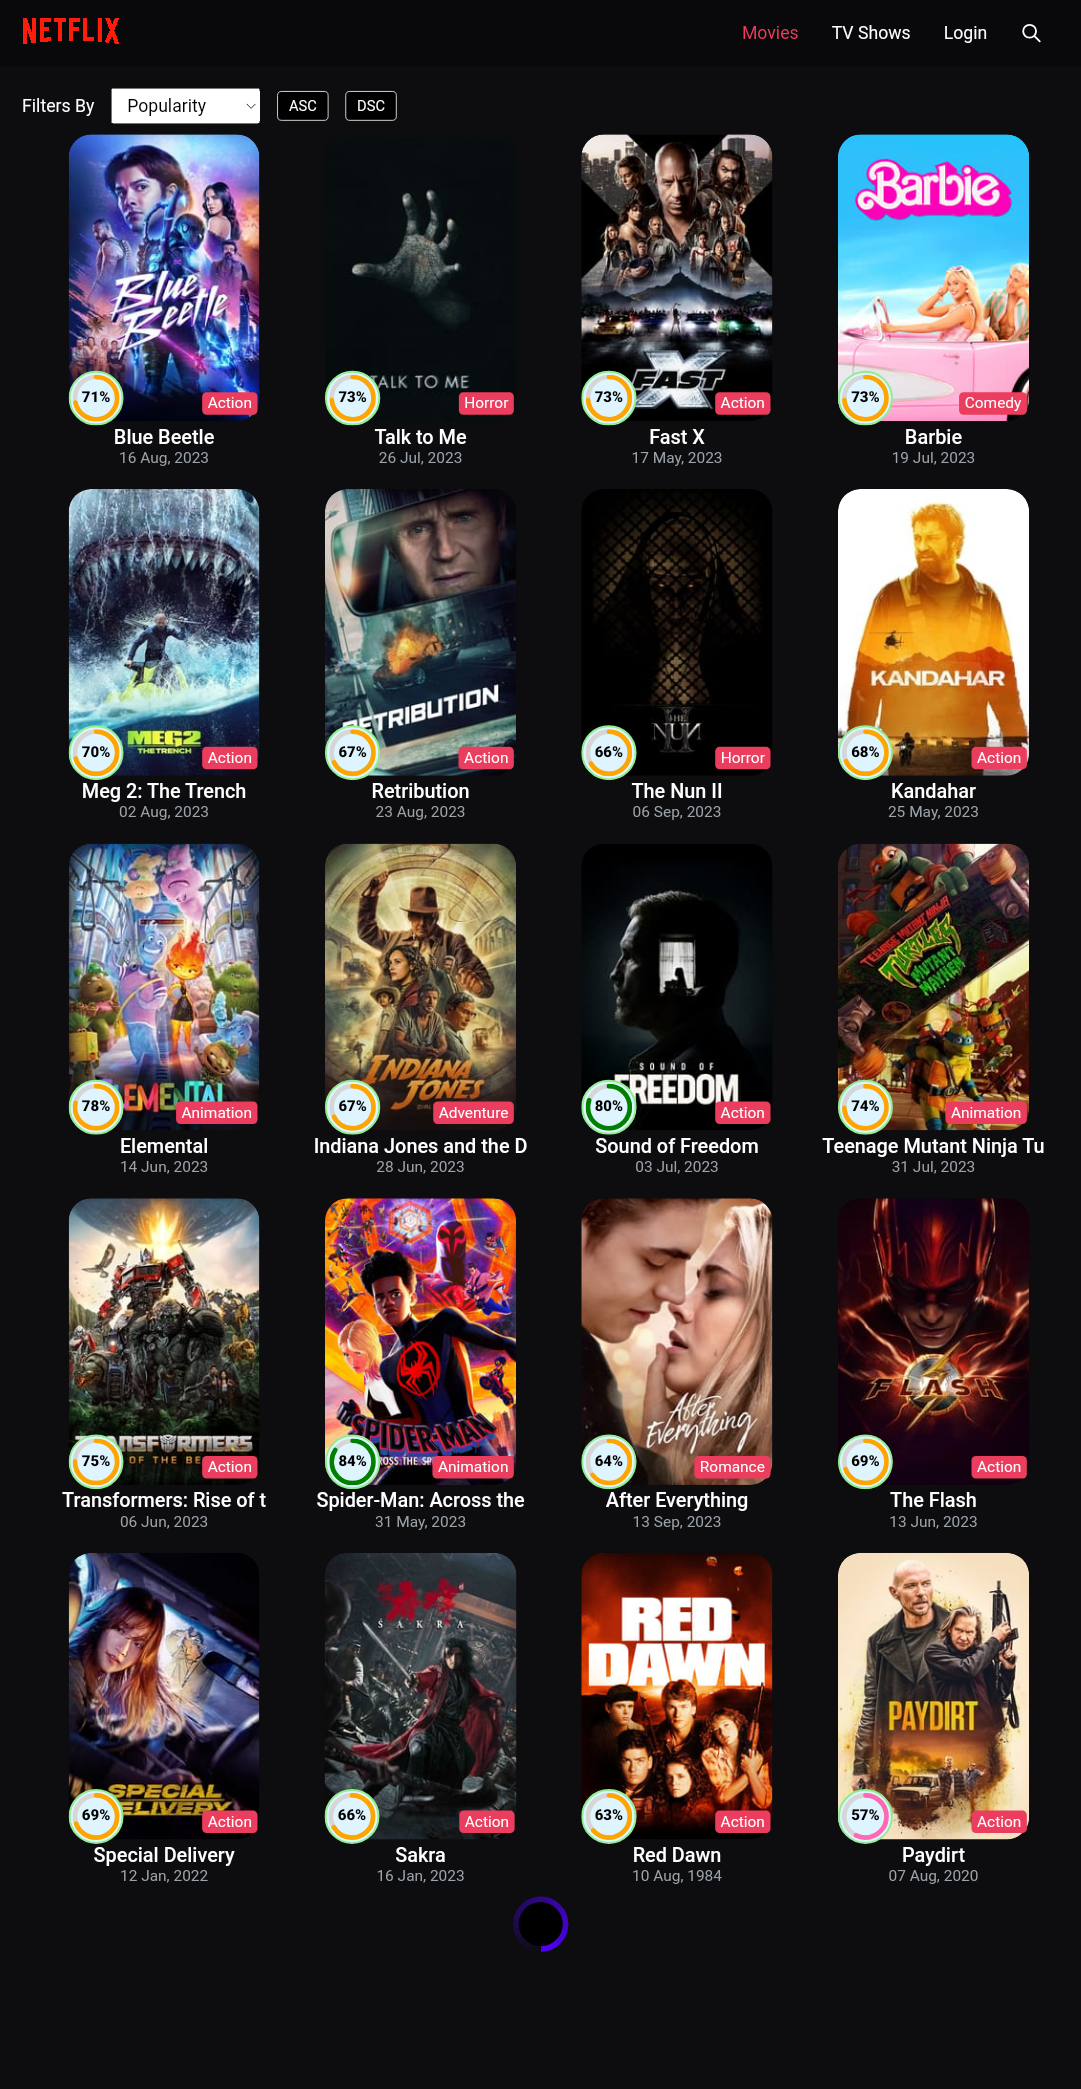 NETFLIX
Movies TV Shows Login
Filters By Popularity ASC DSC
Blue
Beetle
71% Action
Blue Beetle
16 Aug, 2023
TALK TO ME
73% Horror
Talk to Me
26 Jul, 2023
FAST X
73% Action
Fast X
17 May, 2023
Barbie
73% Comedy
Barbie
19 Jul, 2023
MEG2
THE TRENCH
70% Action
Meg 2: The Trench
02 Aug, 2023
RETRIBUTION
67% Action
Retribution
23 Aug, 2023
THE
NUN
66% Horror
The Nun II
06 Sep, 2023
KANDAHAR
68% Action
Kandahar
25 May, 2023
ELEMENTAL
78% Animation
Elemental
14 Jun, 2023
INDIANA
JONES
67% Adventure
Indiana Jones and the D
28 Jun, 2023
SOUND OF
FREEDOM
80% Action
Sound of Freedom
03 Jul, 2023
TEENAGE MUTANT NINJA
TURTLES
MUTANT
MAYHEM
74% Animation
Teenage Mutant Ninja Tu
31 Jul, 2023
TRANSFORMERS
OF THE BE
75% Action
Transformers: Rise of t
06 Jun, 2023
SPIDER-MAN
ROSS THE SP
84% Animation
Spider-Man: Across the
31 May, 2023
After
Everything
64% Romance
After Everything
13 Sep, 2023
FLASH
69% Action
The Flash
13 Jun, 2023
SPECIAL
DELIVERY
69% Action
Special Delivery
12 Jan, 2022
SAKRA
66% Action
Sakra
16 Jan, 2023
RED
DAWN
63% Action
Red Dawn
10 Aug, 1984
PAYDIRT
57% Action
Paydirt
07 Aug, 2020